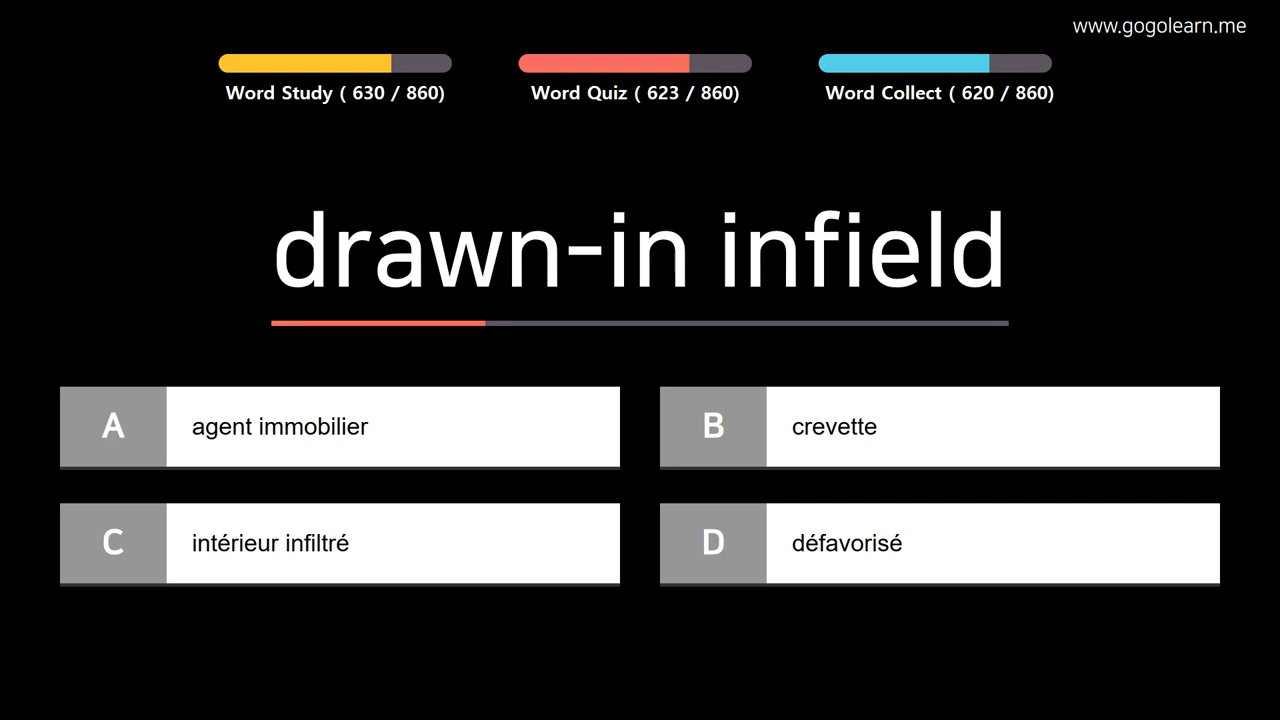 www.gogolearn.me
Word Study ( 630 / 860)
Word Quiz ( 623 / 860)
Word Collect ( 620 / 860)
drawn-in infield
A
agent immobilier
B
crevette
C
intérieur infiltré
D
défavorisé